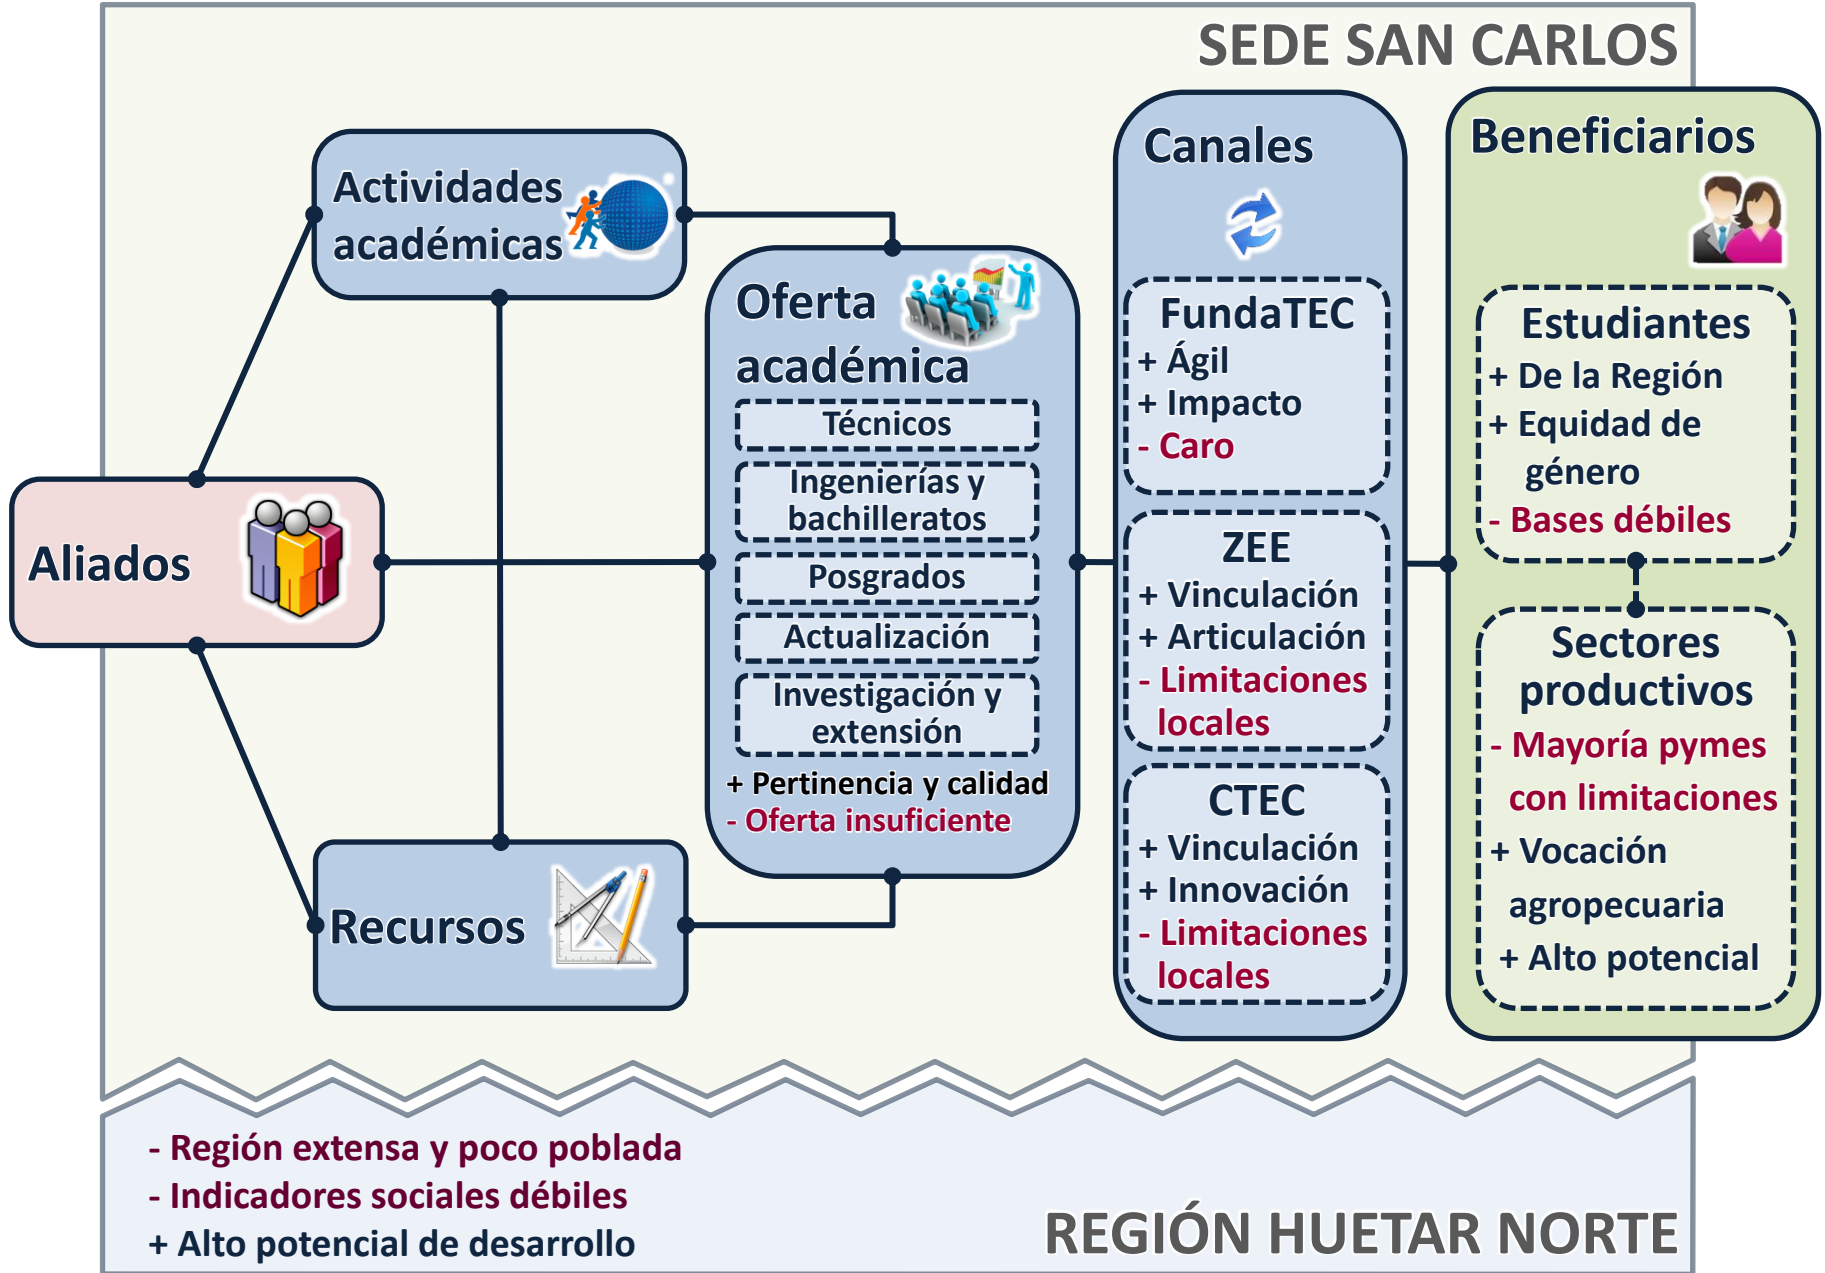 SEDE SAN CARLOS
Actividades
académicas
Aliados
Recursos
Oferta
académica
Técnicos
Ingenierías y
bachilleratos
Posgrados
Actualización
Investigación y
extensión
+ Pertinencia y calidad
- Oferta insuficiente
Canales
FundaTEC
+ Ágil
+ Impacto
- Caro
ZEE
+ Vinculación
+ Articulación
- Limitaciones
locales
CTEC
+ Vinculación
+ Innovación
- Limitaciones
locales
Beneficiarios
Estudiantes
+ De la Región
+ Equidad de
género
- Bases débiles
Sectores
productivos
- Mayoría pymes
con limitaciones
+ Vocación
agropecuaria
+ Alto potencial
- Región extensa y poco poblada
- Indicadores sociales débiles
+ Alto potencial de desarrollo
REGIÓN HUETAR NORTE